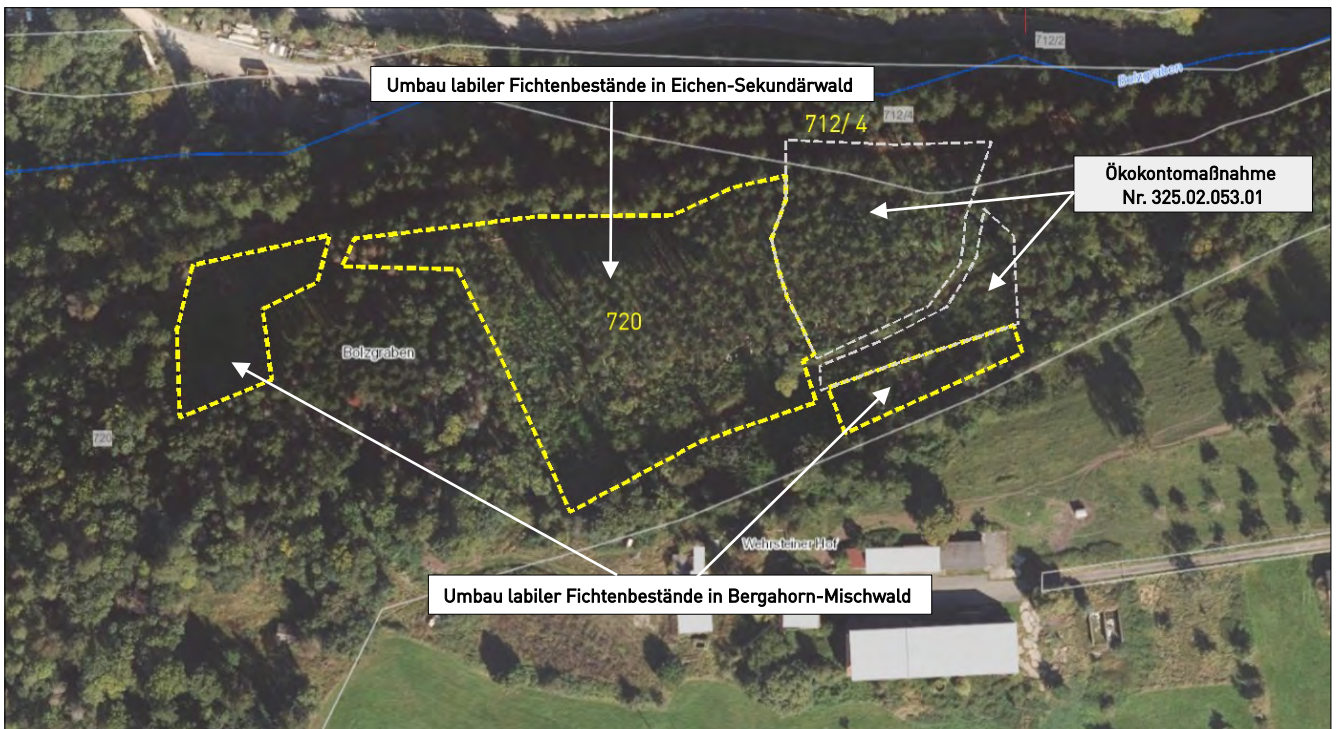 712/2
Bolzgraben
Umbau labiler Fichtenbestände in Eichen-Sekundärwald
712/4
712/ 4
Ökokontomaßnahme
Nr. 325.02.053.01
720
Bolzgraben
720
Wehrsteiner Hof
Umbau labiler Fichtenbestände in Bergahorn-Mischwald